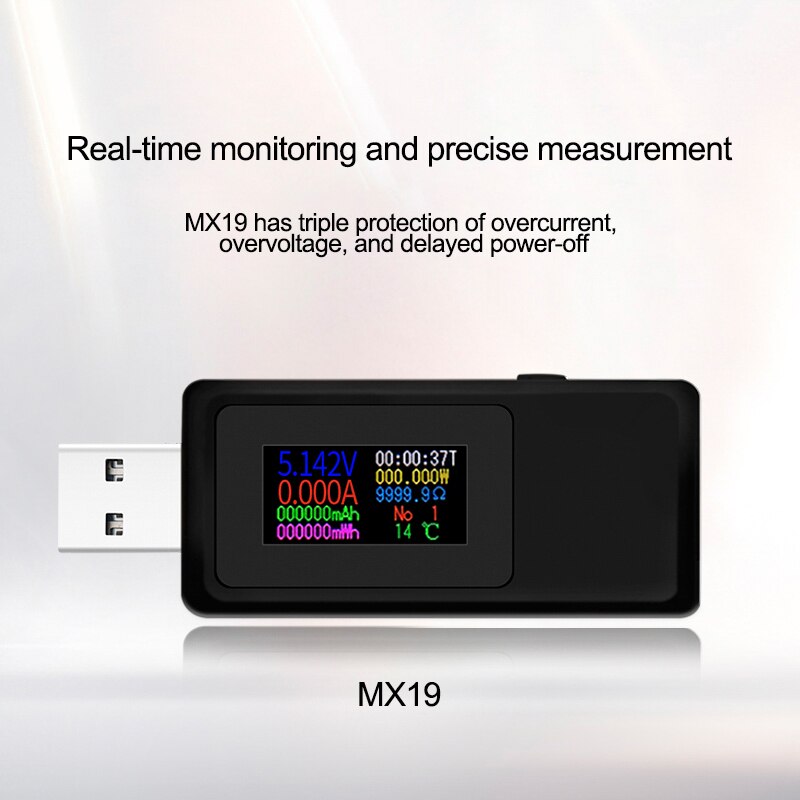 Real-time monitoring and precise measurement
MX19 has triple protection of overcurrent,
overvoltage, and delayed power-off
5.142V
0.000A
000000mAh
000000mWh
00:00:37T
000.000W
9999.9Ω
No 1
14 ℃
MX19